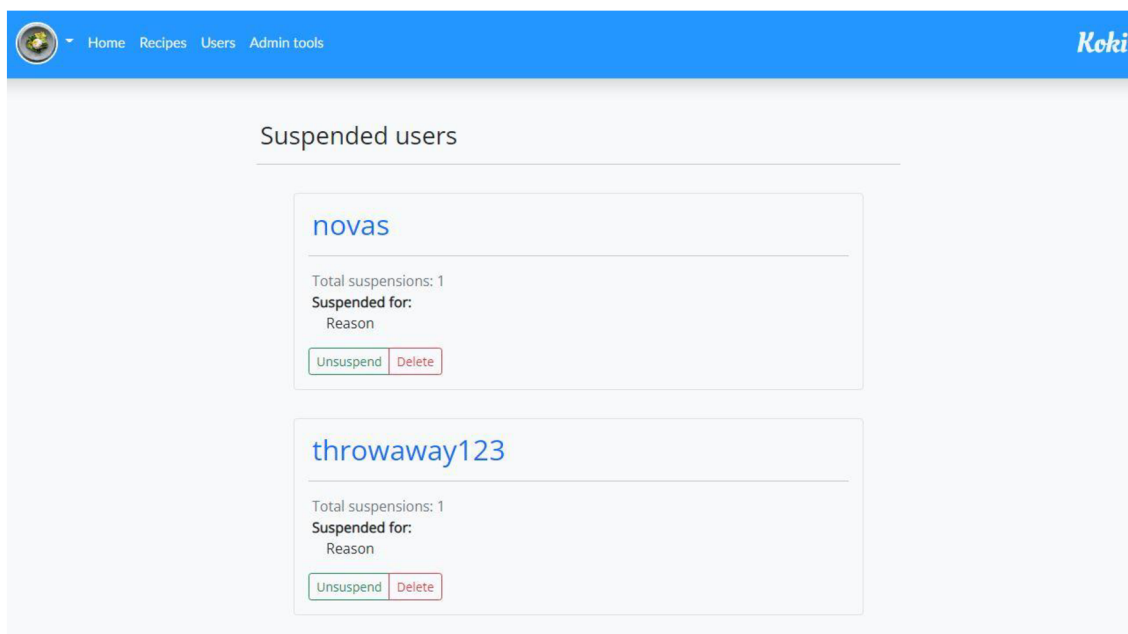 Home Recipes Users Admin tools Koki
Suspended users
novas
Total suspensions: 1
Suspended for:
Reason
Unsuspend Delete
throwaway123
Total suspensions: 1
Suspended for:
Reason
Unsuspend Delete